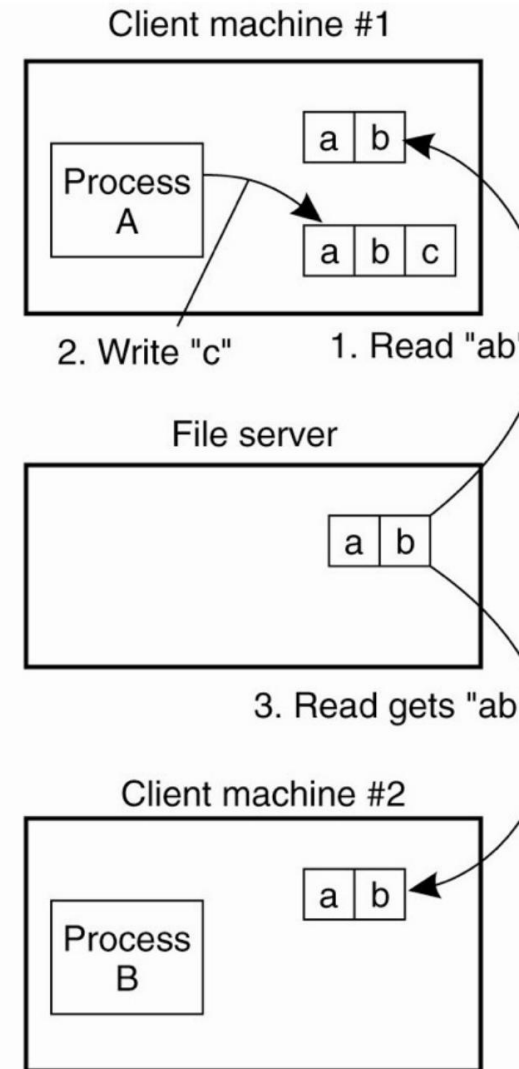 Client machine #1
a b
Process
A
a b c
2. Write "c"
1. Read "ab"
File server
a b
3. Read gets "ab
Client machine #2
a b
Process
B